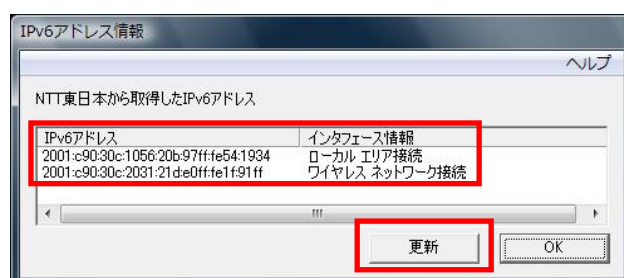 IPv6アドレス情報
ヘルプ
NTT東日本から取得したIPv6アドレス
IPv6アドレス インタフェース情報
2001:c90:30c:1056:20b:97ff:fe54:1934 ローカル エリア接続
2001:c90:30c:2031:21d:e0ff:fe1f:91ff ワイヤレス ネットワーク接続
更新 OK